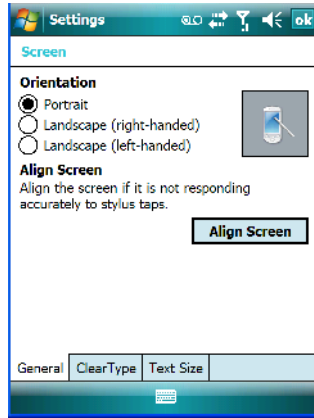 Settings
ok
Screen
Orientation
Portrait
Landscape (right-handed)
Landscape (left-handed)
Align Screen
Align the screen if it is not responding
accurately to stylus taps.
Align Screen
General ClearType Text Size